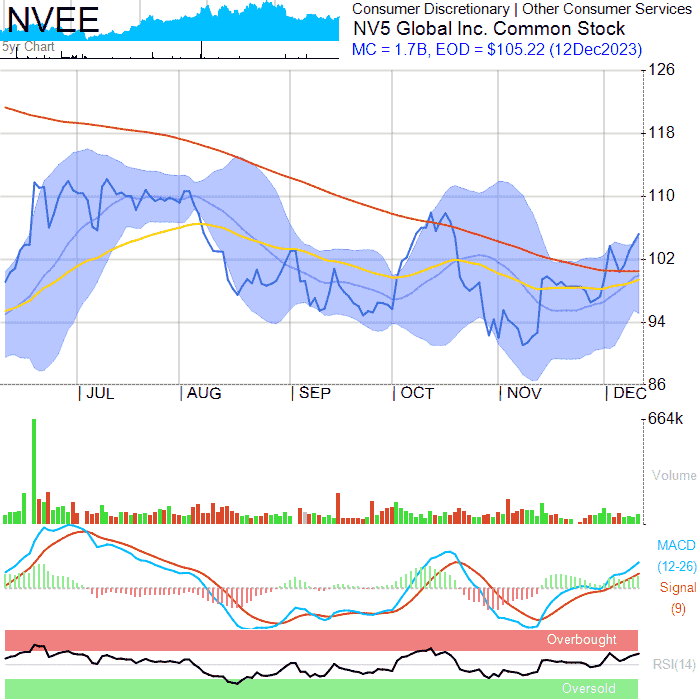 NVEE
Consumer Discretionary | Other Consumer Services
NV5 Global Inc. Common Stock
5yr Chart
MC = 1.7B, EOD = $105.22 (12Dec2023)
126
118
110
102
94
86
JUL
AUG
SEP
OCT
NOV
DEC
664k
Volume
MACD
(12-26)
Signal
(9)
Overbought
RSI(14)
Oversold